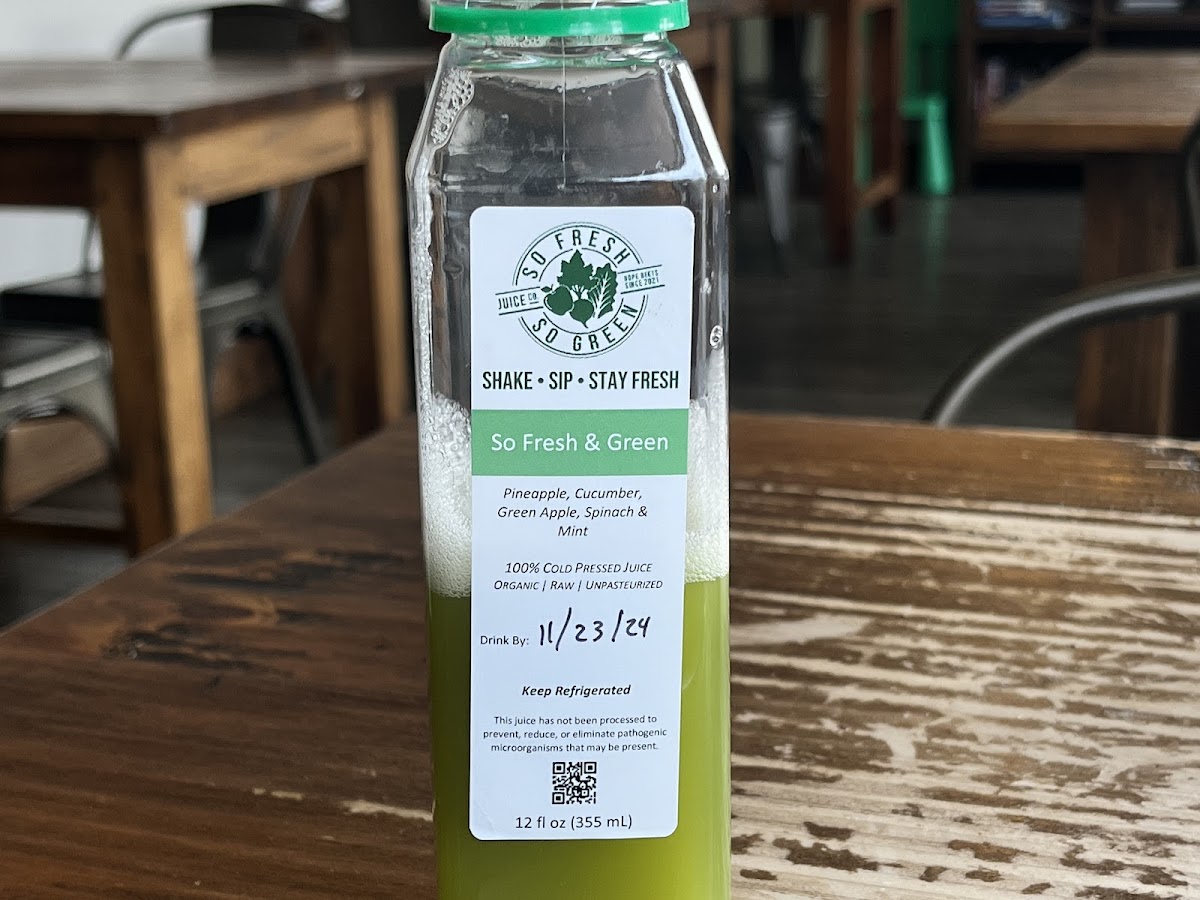 SO FRESH
JUICE CO.
DOPE BEATS
SINCE 2021
SO GREEN
SHAKE • SIP • STAY FRESH
So Fresh & Green
Pineapple, Cucumber,
Green Apple, Spinach &
Mint
100% COLD PRESSED JUICE
ORGANIC | RAW | UNPASTEURIZED
Drink By: 11/23/24
Keep Refrigerated
This juice has not been processed to
prevent, reduce, or eliminate pathogenic
microorganisms that may be present.
12 fl oz (355 mL)